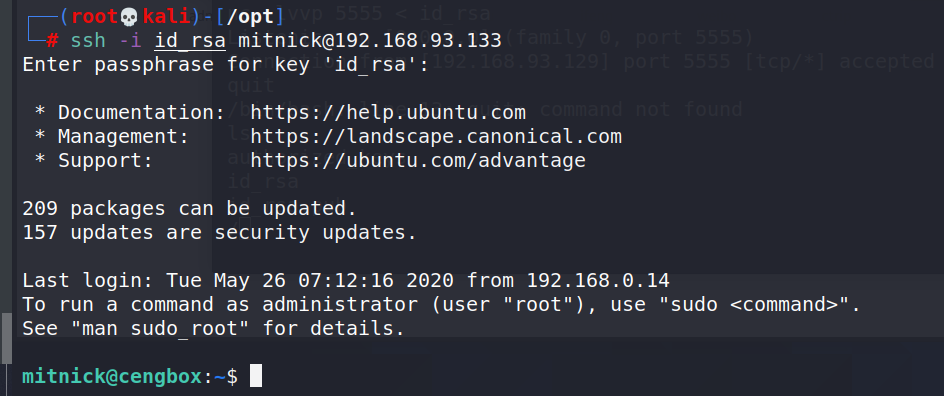 (root💀kali)-[/opt]
# ssh -i id_rsa mitnick@192.168.93.133
Enter passphrase for key 'id_rsa':
* Documentation:  https://help.ubuntu.com
* Management:     https://landscape.canonical.com
* Support:        https://ubuntu.com/advantage
209 packages can be updated.
157 updates are security updates.
Last login: Tue May 26 07:12:16 2020 from 192.168.0.14
To run a command as administrator (user "root"), use "sudo <command>".
See "man sudo_root" for details.
mitnick@cengbox:~$